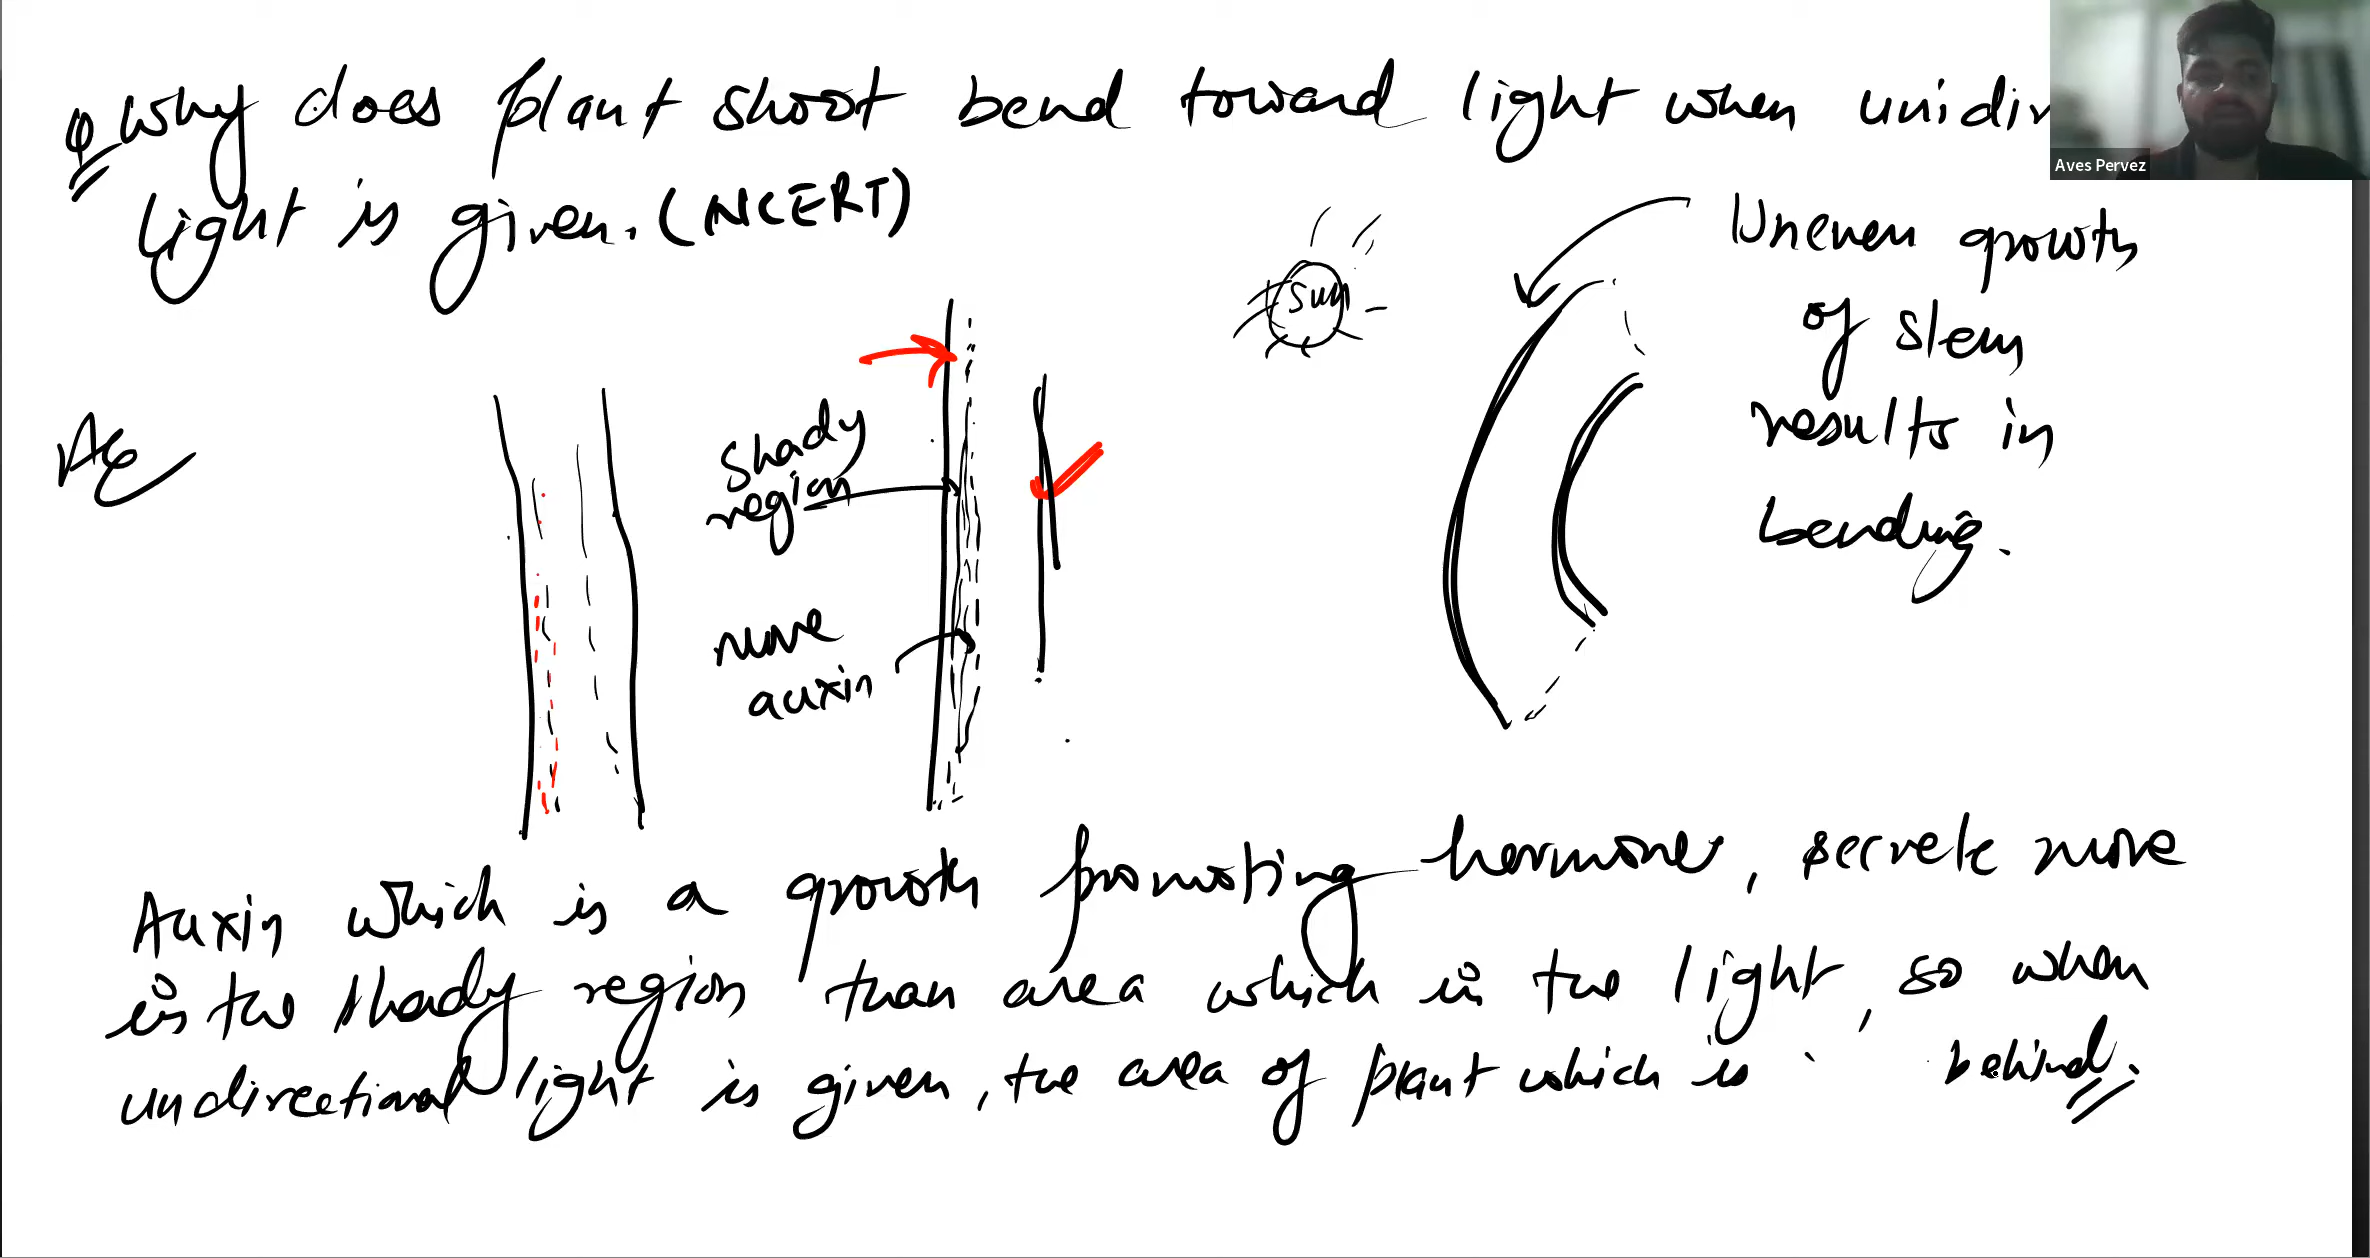 Q Why does plant shoot bend toward light when unidir
light is given. (NCERT)
Aves Pervez
Uneven growth
of stem
results in
bending.
sun
Shady
region
more
auxin
Auxin which is a growth promoting hormone, secrete more
in the shady region than area which is in the light, so when
undirectional light is given, the area of plant which is behind.